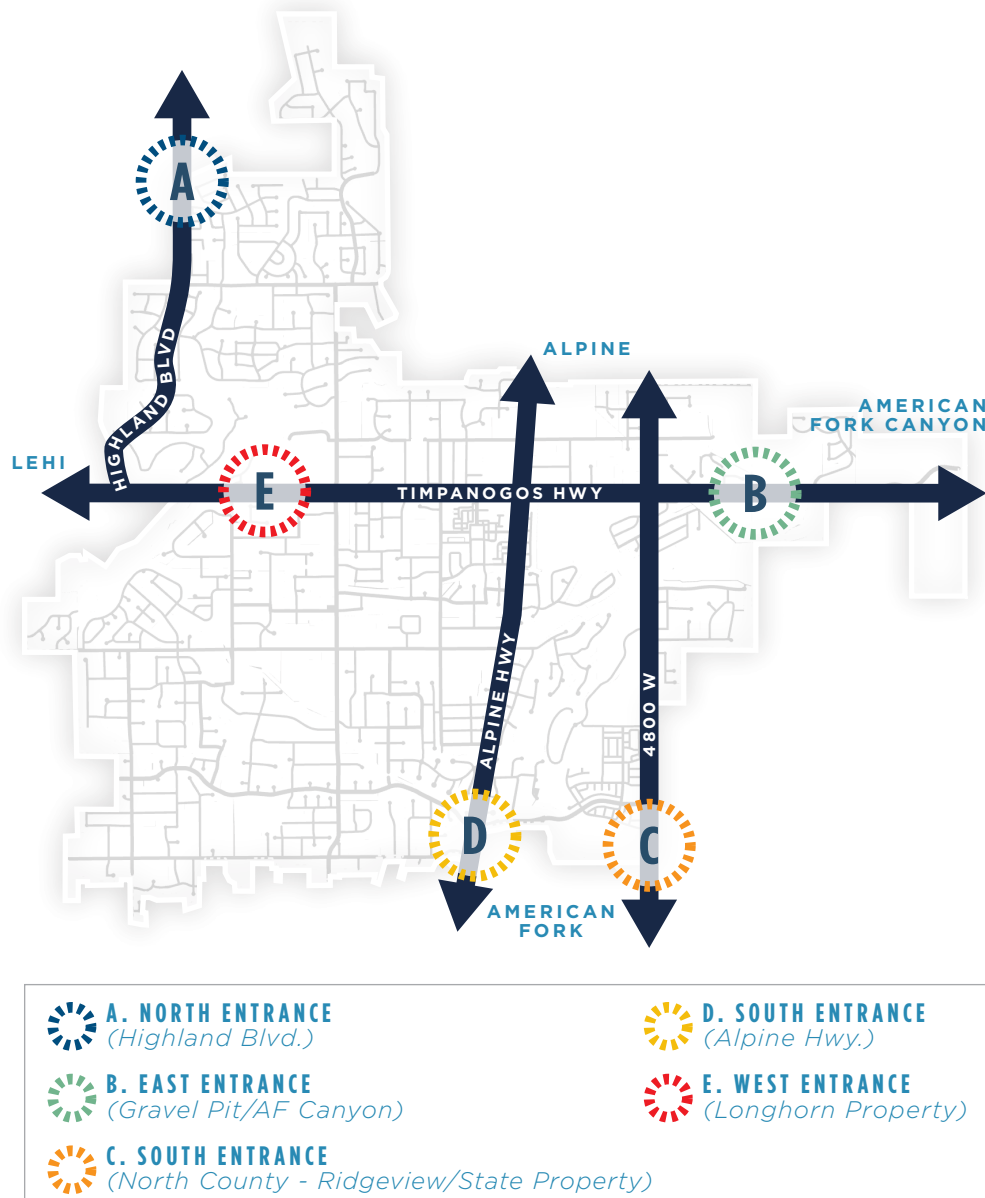 A
HIGHLAND BLVD
ALPINE
AMERICAN
FORK CANYON
LEHI
E
TIMPANOGOS HWY
B
ALPINE HWY
4800 W
D
C
AMERICAN
FORK
A. NORTH ENTRANCE
(Highland Blvd.)
B. EAST ENTRANCE
(Gravel Pit/AF Canyon)
C. SOUTH ENTRANCE
(North County - Ridgeview/State Property)
D. SOUTH ENTRANCE
(Alpine Hwy.)
E. WEST ENTRANCE
(Longhorn Property)